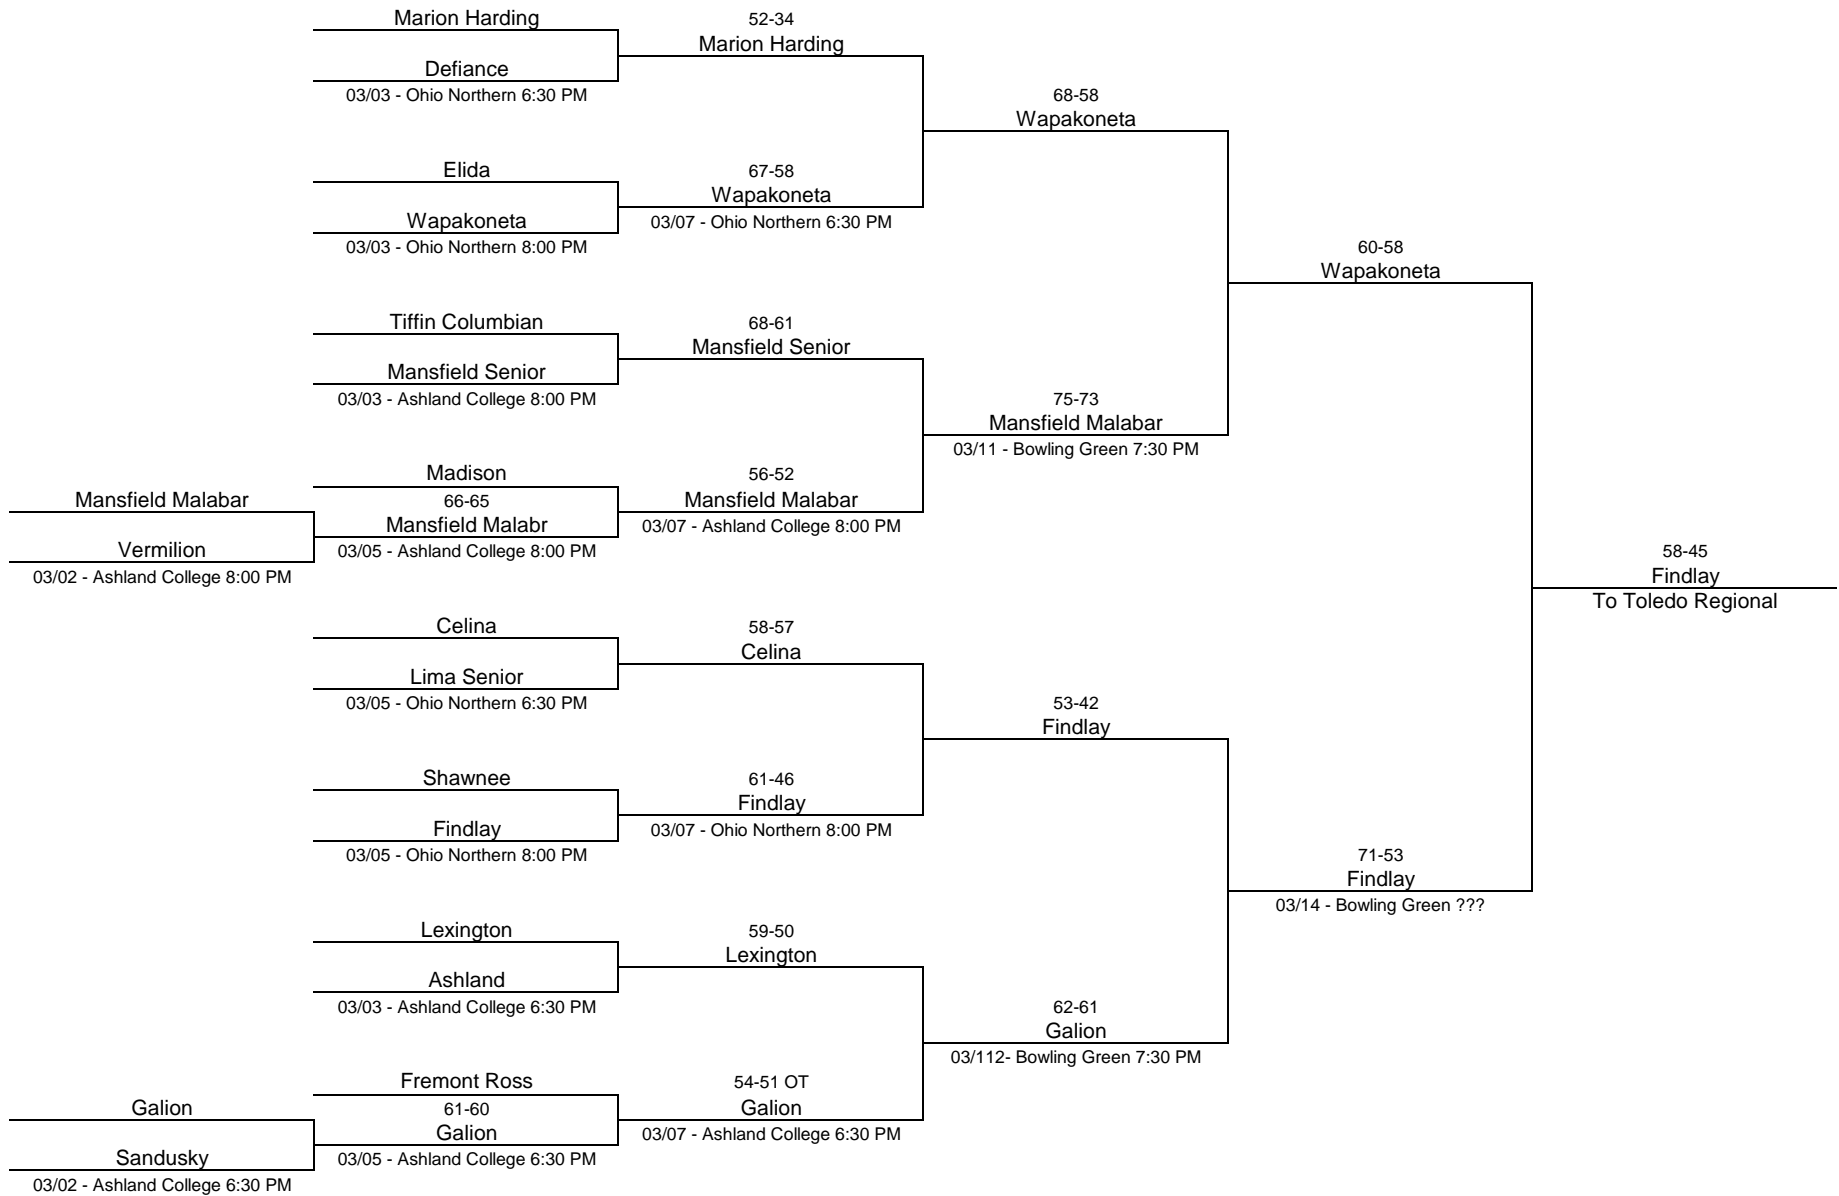 Marion Harding
Defiance
03/03 - Ohio Northern 6:30 PM
Elida
Wapakoneta
03/03 - Ohio Northern 8:00 PM
Tiffin Columbian
Mansfield Senior
03/03 - Ashland College 8:00 PM
Mansfield Malabar
Vermilion
03/02 - Ashland College 8:00 PM
Madison
66-65
Mansfield Malabr
03/05 - Ashland College 8:00 PM
Celina
Lima Senior
03/05 - Ohio Northern 6:30 PM
Shawnee
Findlay
03/05 - Ohio Northern 8:00 PM
Lexington
Ashland
03/03 - Ashland College 6:30 PM
Galion
Sandusky
03/02 - Ashland College 6:30 PM
Fremont Ross
61-60
Galion
03/05 - Ashland College 6:30 PM
52-34
Marion Harding
67-58
Wapakoneta
03/07 - Ohio Northern 6:30 PM
68-61
Mansfield Senior
56-52
Mansfield Malabar
03/07 - Ashland College 8:00 PM
58-57
Celina
61-46
Findlay
03/07 - Ohio Northern 8:00 PM
59-50
Lexington
54-51 OT
Galion
03/07 - Ashland College 6:30 PM
68-58
Wapakoneta
75-73
Mansfield Malabar
03/11 - Bowling Green 7:30 PM
53-42
Findlay
62-61
Galion
03/112- Bowling Green 7:30 PM
60-58
Wapakoneta
71-53
Findlay
03/14 - Bowling Green ???
58-45
Findlay
To Toledo Regional